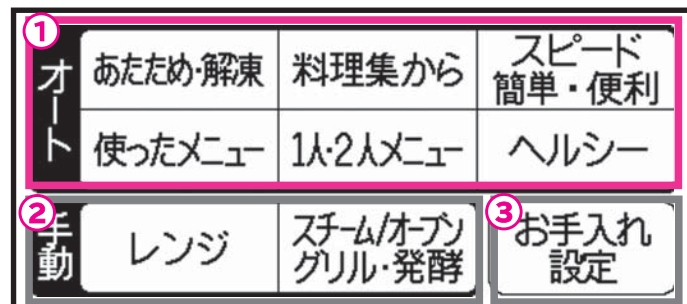 ①
オート
あたため・解凍
料理集から
スピード
簡単・便利
使ったメニュー
1人・2人メニュー
ヘルシー
②
手動
レンジ
スチーム/オーブン
グリル・発酵
③
お手入れ
設定